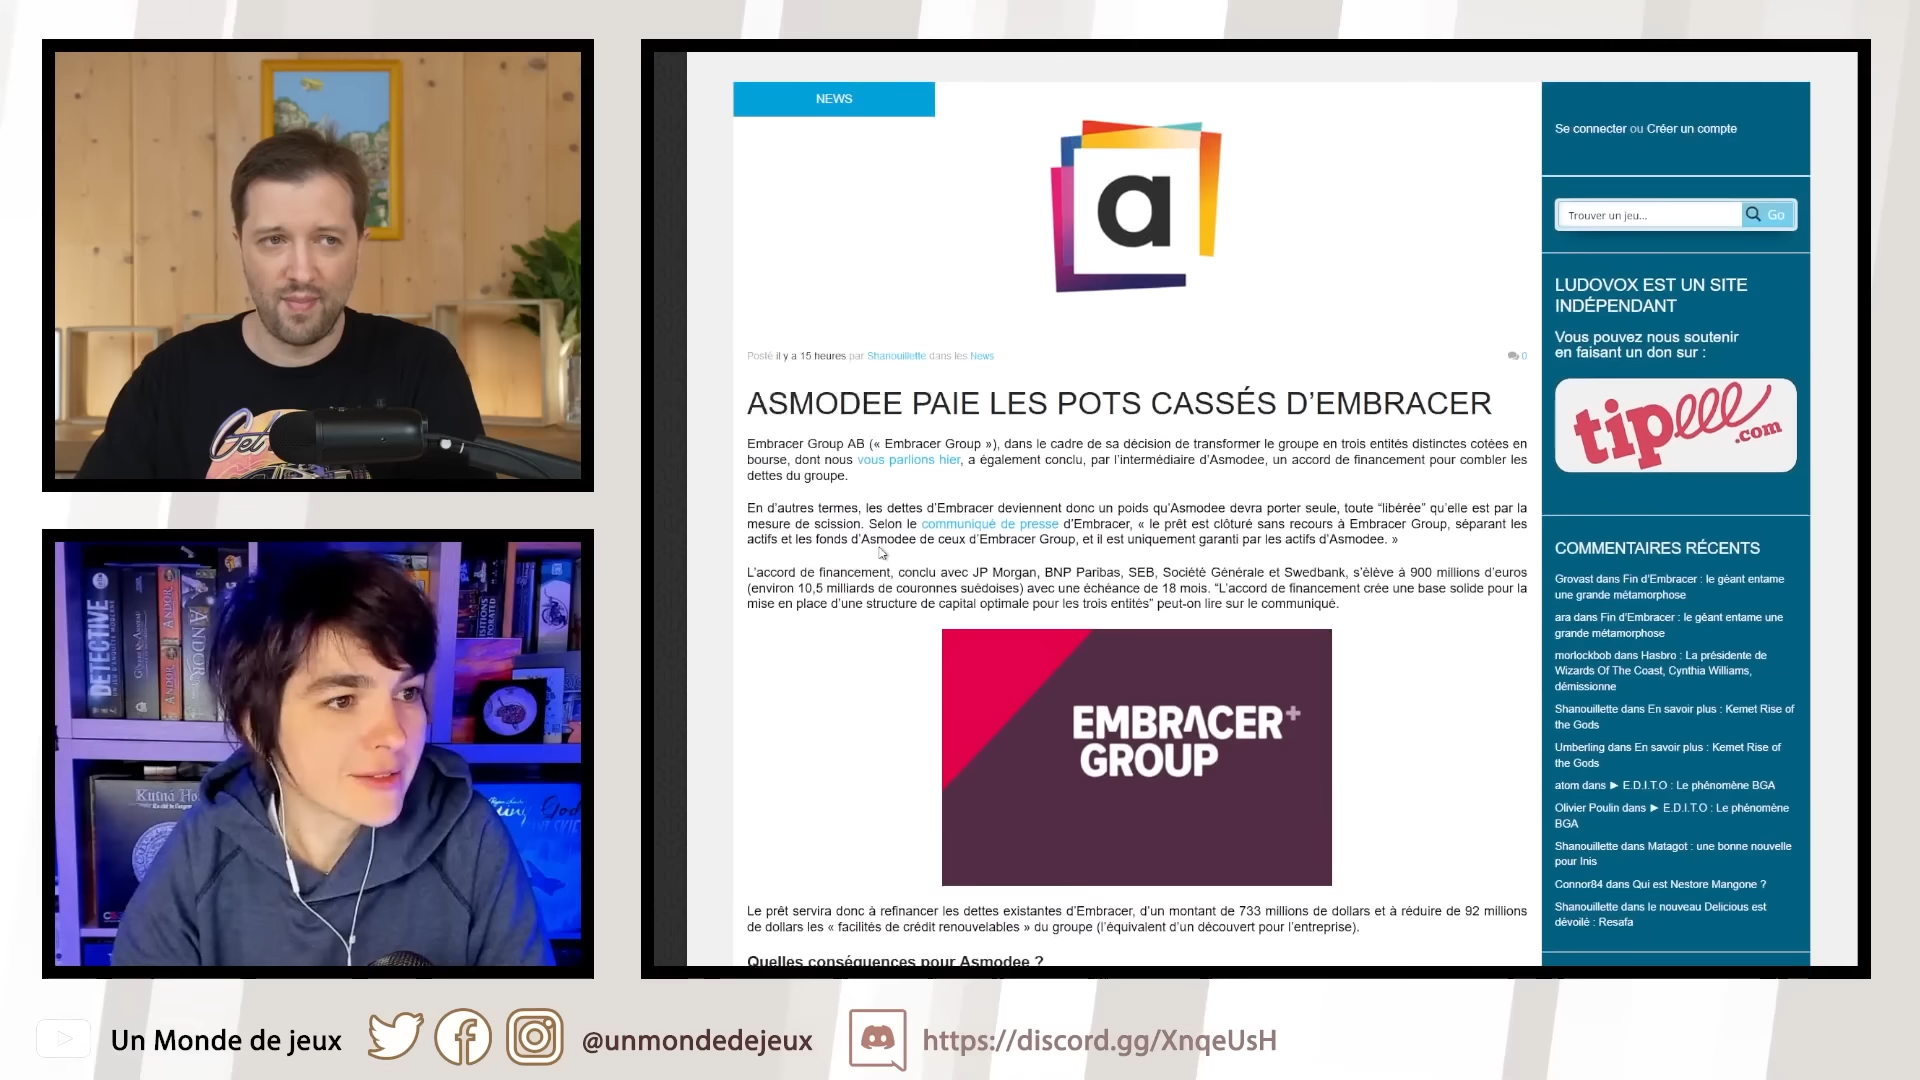 NEWS
a
Posté il y a 15 heures par Shanouillette dans les News
0
ASMODEE PAIE LES POTS CASSÉS D'EMBRACER
Embracer Group AB (« Embracer Group »), dans le cadre de sa décision de transformer le groupe en trois entités distinctes cotées en
bourse, dont nous vous parlions hier, a également conclu, par l'intermédiaire d'Asmodee, un accord de financement pour combler les
dettes du groupe.
En d'autres termes, les dettes d'Embracer deviennent donc un poids qu'Asmodee devra porter seule, toute "libérée" qu'elle est par la
mesure de scission. Selon le communiqué de presse d'Embracer, « le prêt est clôturé sans recours à Embracer Group, séparant les
actifs et les fonds d'Asmodee de ceux d'Embracer Group, et il est uniquement garanti par les actifs d'Asmodee. »
L'accord de financement, conclu avec JP Morgan, BNP Paribas, SEB, Société Générale et Swedbank, s'élève à 900 millions d'euros
(environ 10,5 milliards de couronnes suédoises) avec une échéance de 18 mois. "L'accord de financement crée une base solide pour la
mise en place d'une structure de capital optimale pour les trois entités" peut-on lire sur le communiqué.
EMBRACER+
GROUP
Le prêt servira donc à refinancer les dettes existantes d'Embracer, d'un montant de 733 millions de dollars et à réduire de 92 millions
de dollars les « facilités de crédit renouvelables » du groupe (l'équivalent d'un découvert pour l'entreprise).
Quelles conséquences pour Asmodee ?
Se connecter ou Créer un compte
Trouver un jeu...
Go
LUDOVOX EST UN SITE
INDÉPENDANT
Vous pouvez nous soutenir
en faisant un don sur :
tipeee
.com
COMMENTAIRES RÉCENTS
Grovast dans Fin d'Embracer : le géant entame
une grande métamorphose
ara dans Fin d'Embracer : le géant entame une
grande métamorphose
morlockbob dans Hasbro : La présidente de
Wizards Of The Coast, Cynthia Williams,
démissionne
Shanouillette dans En savoir plus : Kemet Rise of
the Gods
Umberling dans En savoir plus : Kemet Rise of
the Gods
atom dans ► E.D.I.T.O : Le phénomène BGA
Olivier Poulin dans ► E.D.I.T.O : Le phénomène
BGA
Shanouillette dans Matagot : une bonne nouvelle
pour Inis
Connor84 dans Qui est Nestore Mangone ?
Shanouillette dans le nouveau Delicious est
dévoilé : Resafa
Get
DETECTIVE
ANDOR
ANDOR
ANDOR
Kutná Ho
Un Monde de jeux
@unmondedejeux
https://discord.gg/XnqeUsH